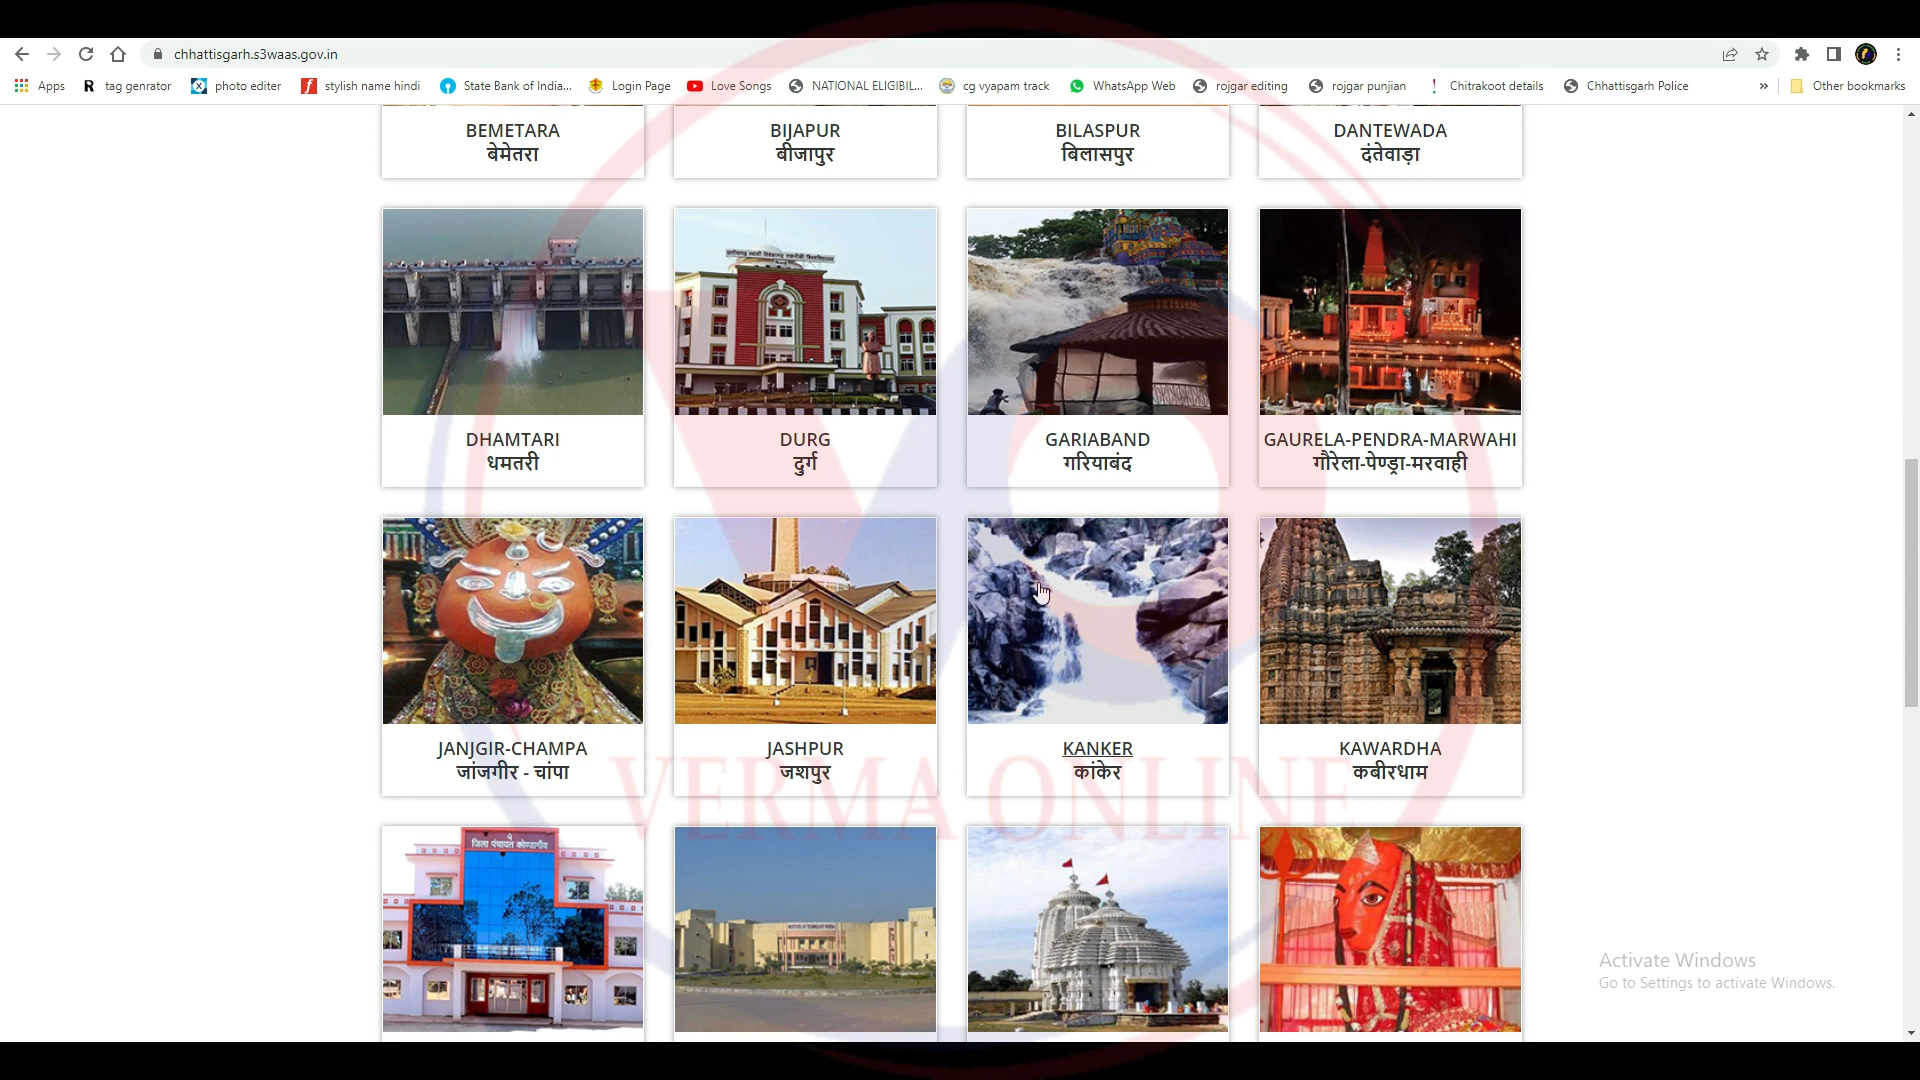 chhattisgarh.s3waas.gov.in
Apps
tag genrator
photo editer
stylish name hindi
State Bank of India...
Login Page
Love Songs
NATIONAL ELIGIBIL...
cg vyapam track
WhatsApp Web
rojgar editing
rojgar punjian
Chitrakoot details
Chhattisgarh Police
»
Other bookmarks
BEMETARA
बेमेतरा
BIJAPUR
बीजापुर
BILASPUR
बिलासपुर
DANTEWADA
दंतेवाड़ा
DHAMTARI
धमतरी
DURG
दुर्ग
GARIABAND
गरियाबंद
GAURELA-PENDRA-MARWAHI
गौरेला-पेण्ड्रा-मरवाही
JANJGIR-CHAMPA
जांजगीर - चांपा
JASHPUR
जशपुर
KANKER
कांकेर
KAWARDHA
कबीरधाम
VERMA ONLINE
जिला पंचायत कोण्डागाँव
Activate Windows
Go to Settings to activate Windows.